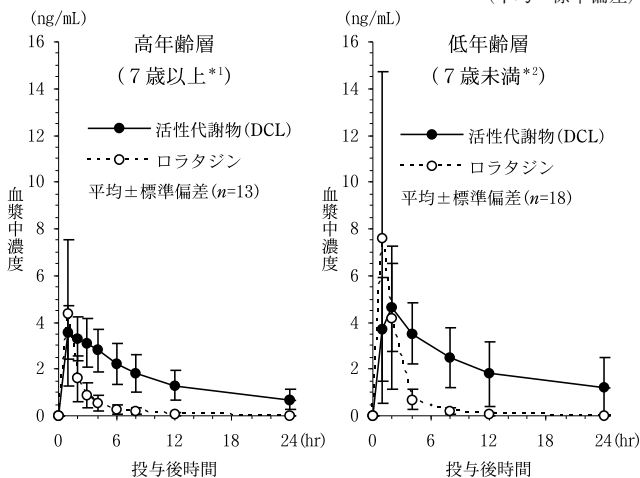 (平均±標準偏差)
(ng/mL)
16
14
12
10
8
6
4
2
0
血漿中濃度
高年齢層
(7歳以上*1)
活性代謝物(DCL)
ロラタジン
平均±標準偏差(n=13)
0 6 12 18 24(hr)
投与後時間
(ng/mL)
16
14
12
10
8
6
4
2
0
血漿中濃度
低年齢層
(7歳未満*2)
活性代謝物(DCL)
ロラタジン
平均±標準偏差(n=18)
0 6 12 18 24(hr)
投与後時間